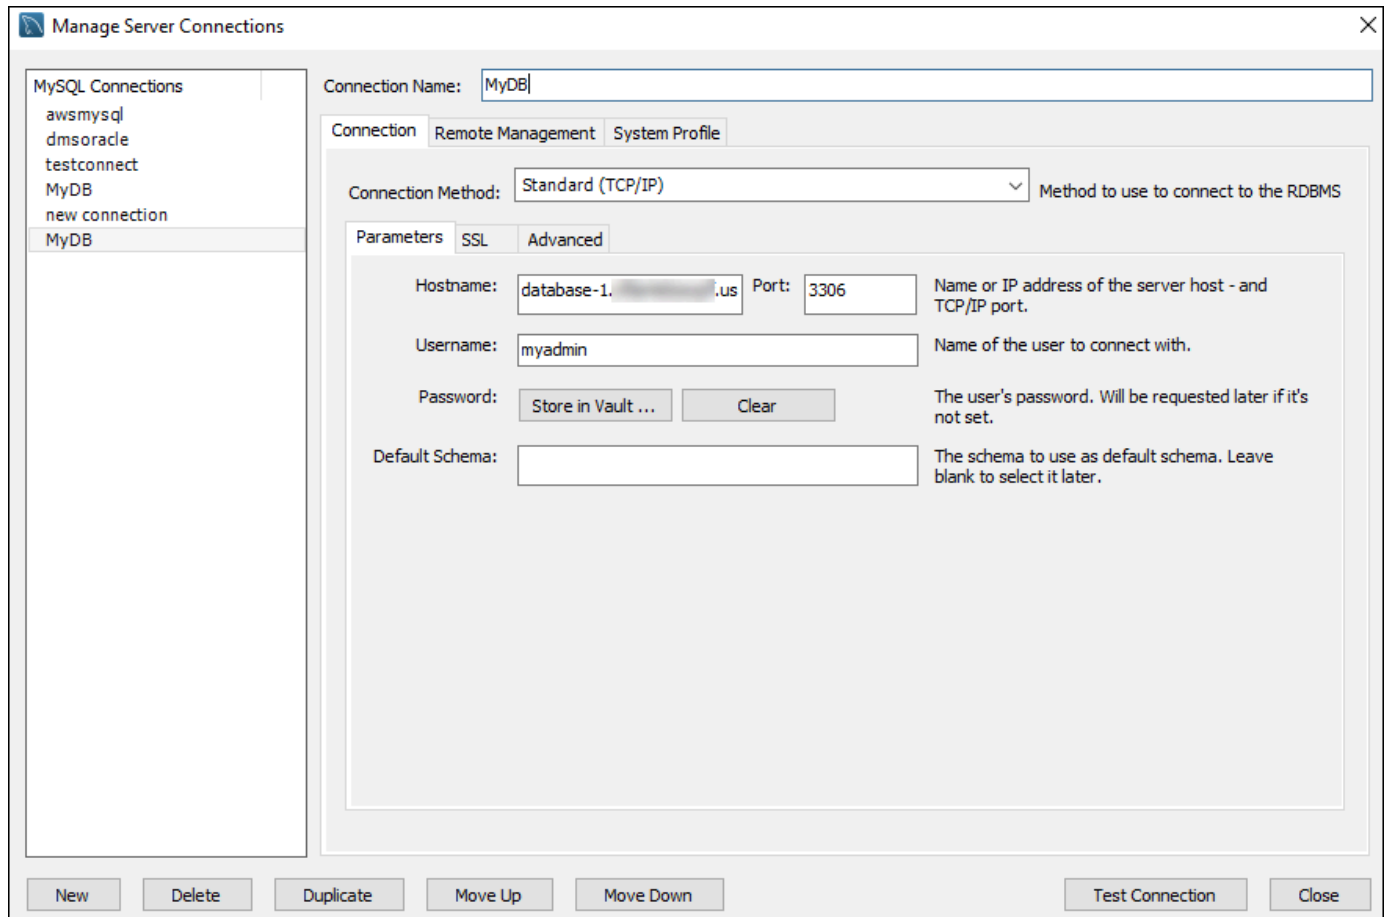 Manage Server Connections
MySQL Connections
awsmysql
dmsoracle
testconnect
MyDB
new connection
MyDB
Connection Name: MyDB
Connection Remote Management System Profile
Connection Method: Standard (TCP/IP) Method to use to connect to the RDBMS
Parameters SSL Advanced
Hostname: database-1. .us Port: 3306 Name or IP address of the server host - and
TCP/IP port.
Username: myadmin Name of the user to connect with.
Password: Store in Vault ... Clear The user's password. Will be requested later if it's
not set.
Default Schema: The schema to use as default schema. Leave
blank to select it later.
New Delete Duplicate Move Up Move Down Test Connection Close